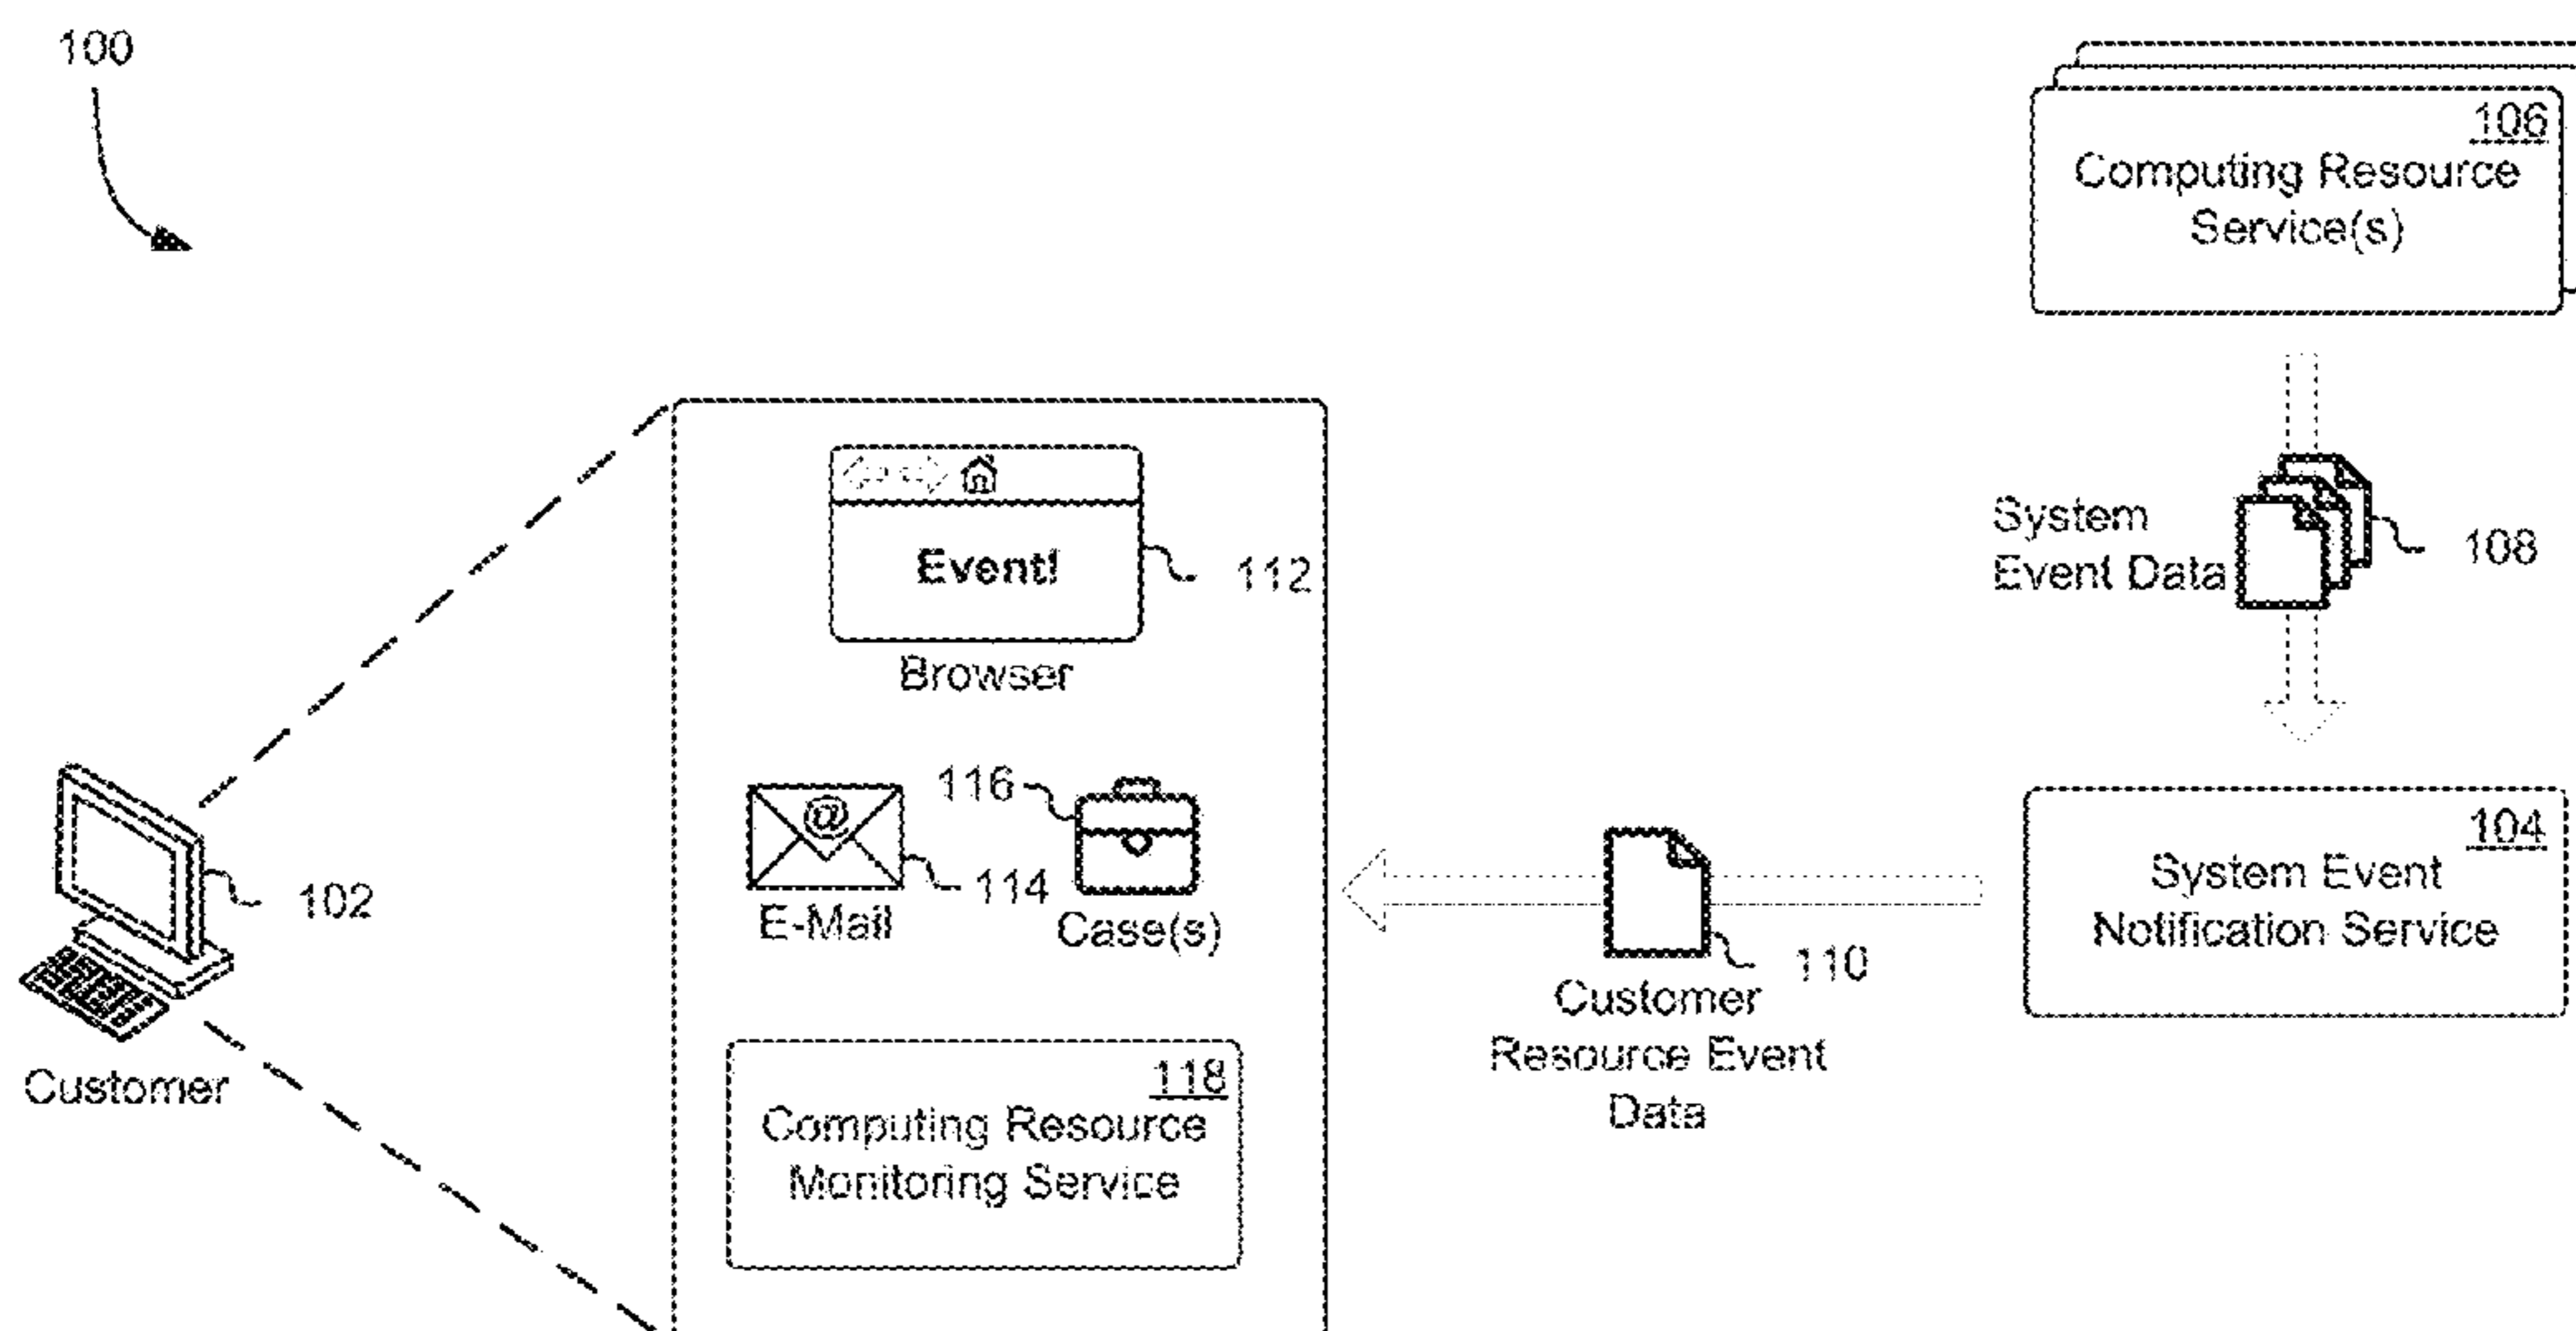 100
106
Computing Resource
Service(s)
System
Event Data
108
Event!
112
Browser
116
@
114
E-Mail
Case(s)
102
Customer
104
System Event
Notification Service
110
Customer
Resource Event
Data
118
Computing Resource
Monitoring Service